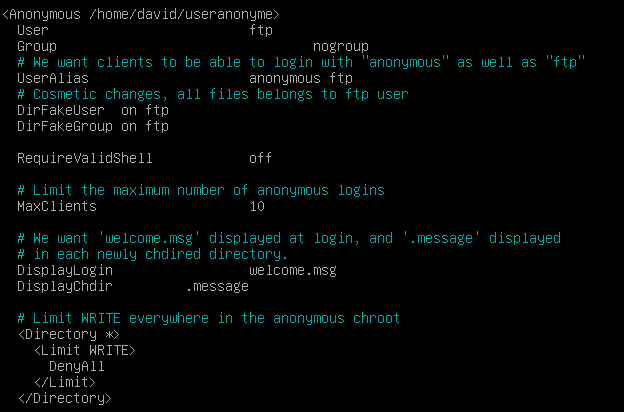 <Anonymous /home/david/useranonyme>
User ftp
Group nogroup
# We want clients to be able to login with "anonymous" as well as "ftp"
UserAlias anonymous ftp
# Cosmetic changes, all files belongs to ftp user
DirFakeUser on ftp
DirFakeGroup on ftp
RequireValidShell off
# Limit the maximum number of anonymous logins
MaxClients 10
# We want 'welcome.msg' displayed at login, and '.message' displayed
# in each newly chdired directory.
DisplayLogin welcome.msg
DisplayChdir .message
# Limit WRITE everywhere in the anonymous chroot
<Directory *>
<Limit WRITE>
DenyAll
</Limit>
</Directory>